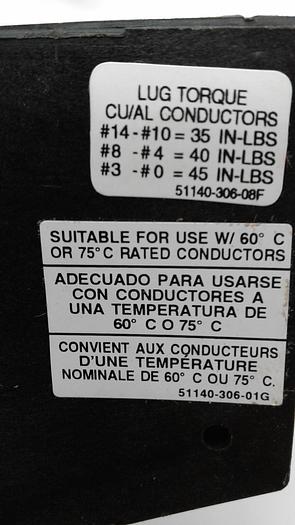 LUG TORQUE
CU/AL CONDUCTORS
#14 -#10 = 35 IN-LBS
#8 -#4 = 40 IN-LBS
#3 -#0 = 45 IN-LBS
51140-306-08F
SUITABLE FOR USE W/ 60° C
OR 75°C RATED CONDUCTORS
ADECUADO PARA USARSE
CON CONDUCTORES A
UNA TEMPERATURA DE
60° C O 75° C
CONVIENT AUX CONDUCTEURS
D'UNE TEMPÉRATURE
NOMINALE DE 60° C OU 75° C.
51140-306-01G